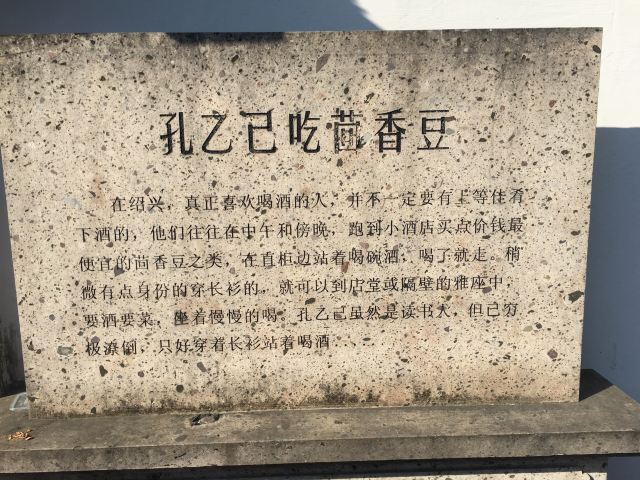 孔乙己吃茴香豆
在绍兴，真正喜欢喝酒的人，并不一定要有上等佳肴
下酒的，他们往往在中午和傍晚，跑到小酒店买点价钱最
便宜的茴香豆之类，在直柜边站着喝碗酒，喝了就走。稍
微有点身份的穿长衫的，就可以到店堂或隔壁的雅座中，
要酒要菜，坐着慢慢的喝。孔乙己虽然是读书人，但已穷
极潦倒，只好穿着长衫站着喝酒...